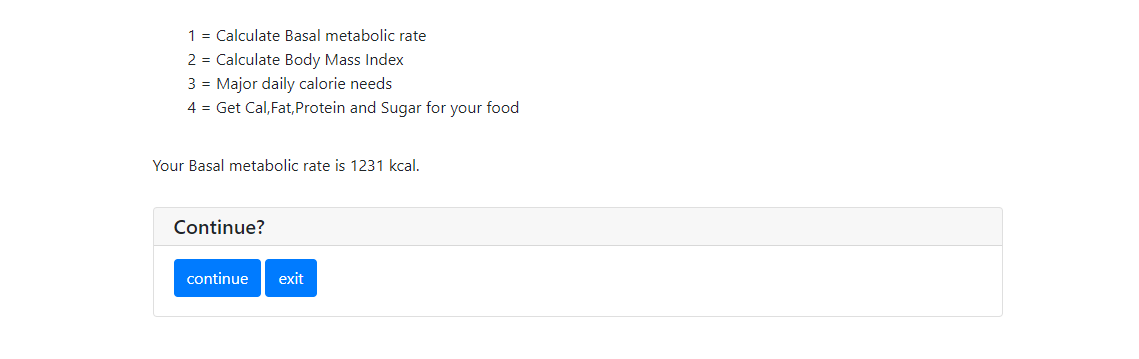 1 = Calculate Basal metabolic rate
2 = Calculate Body Mass Index
3 = Major daily calorie needs
4 = Get Cal,Fat,Protein and Sugar for your food
Your Basal metabolic rate is 1231 kcal.
Continue?
continue exit